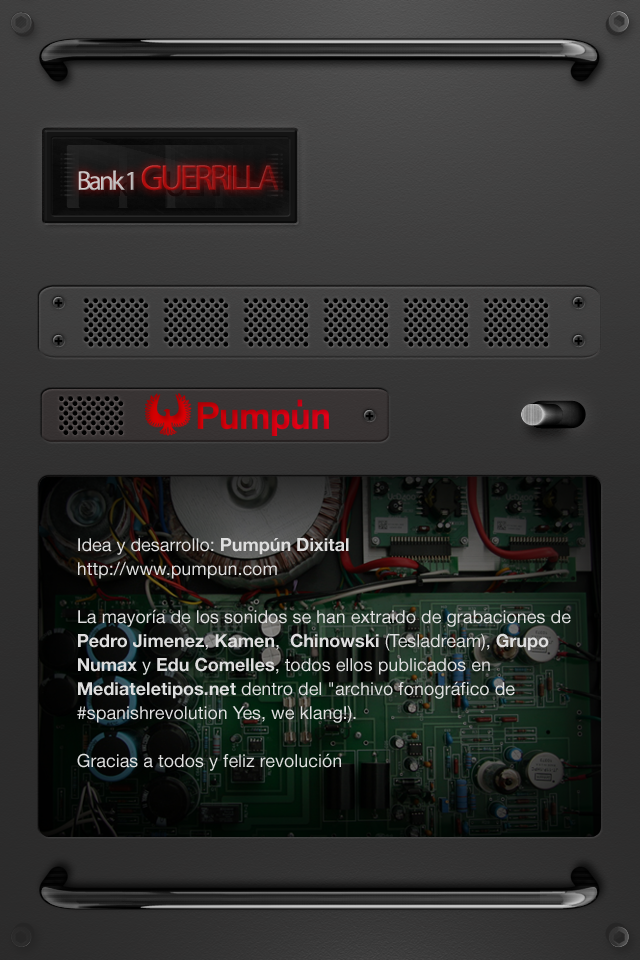 Bank 1 GUERRILLA
Pumpún
Idea y desarrollo: Pumpún Dixital
http://www.pumpun.com
La mayoría de los sonidos se han extraido de grabaciones de
Pedro Jimenez, Kamen,  Chinowski (Tesladream), Grupo
Numax y Edu Comelles, todos ellos publicados en
Mediateletipos.net dentro del "archivo fonográfico de
#spanishrevolution Yes, we klang!).
Gracias a todos y feliz revolución